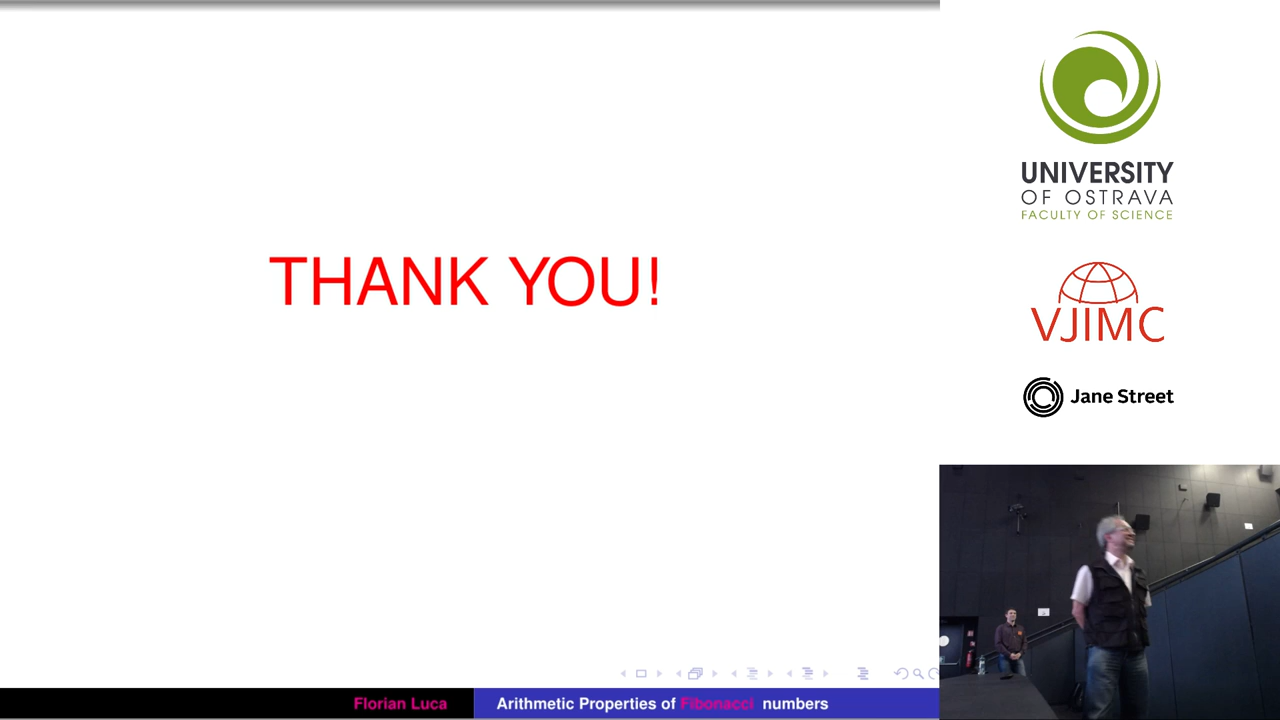 THANK YOU!
UNIVERSITY
OF OSTRAVA
FACULTY OF SCIENCE
VJIMC
Jane Street
Florian Luca
Arithmetic Properties of Fibonacci numbers